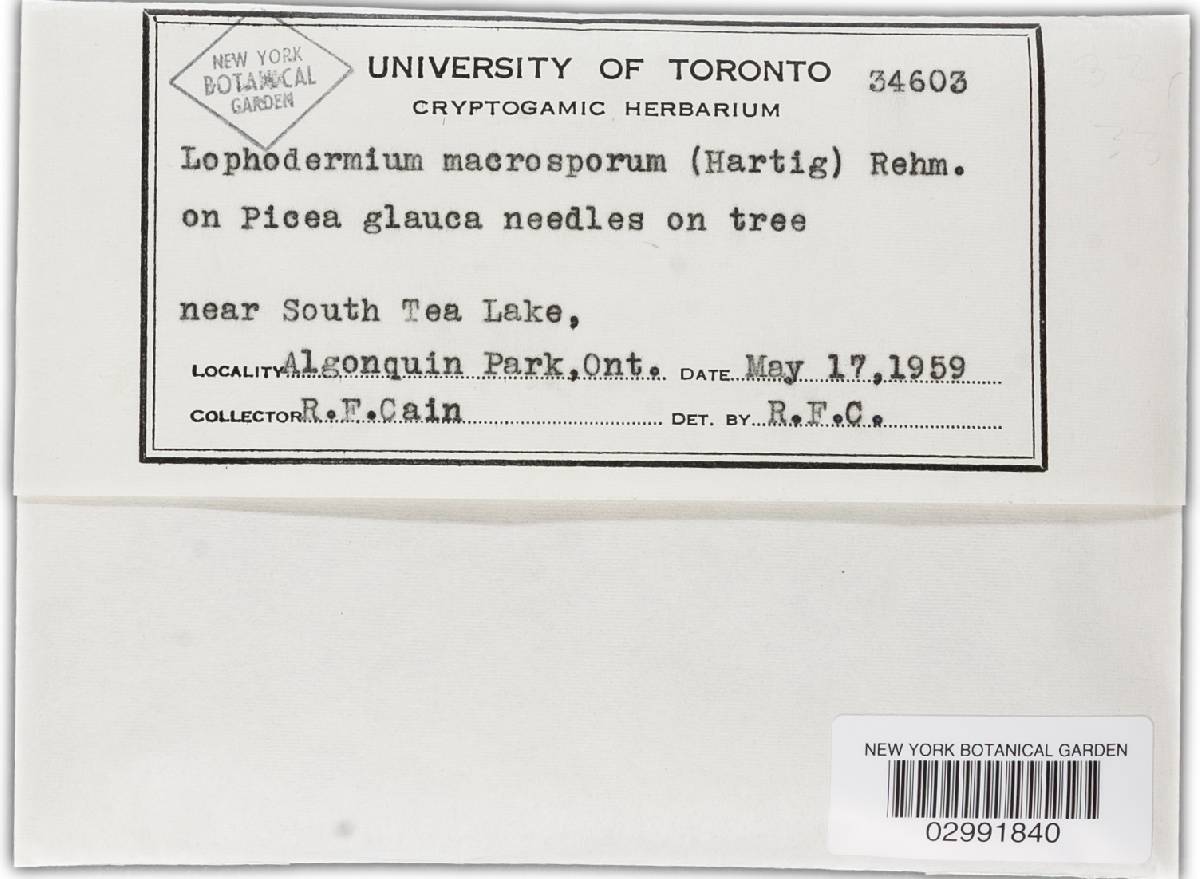 NEW YORK
BOTANICAL
GARDEN
UNIVERSITY OF TORONTO 34603
CRYPTOGAMIC HERBARIUM
Lophodermium macrosporum (Hartig) Rehm.
on Picea glauca needles on tree
near South Tea Lake,
LOCALITY Algonquin Park, Ont. DATE May 17, 1959
COLLECTOR R.F.Cain DET. BY R.F.C.
NEW YORK BOTANICAL GARDEN
02991840